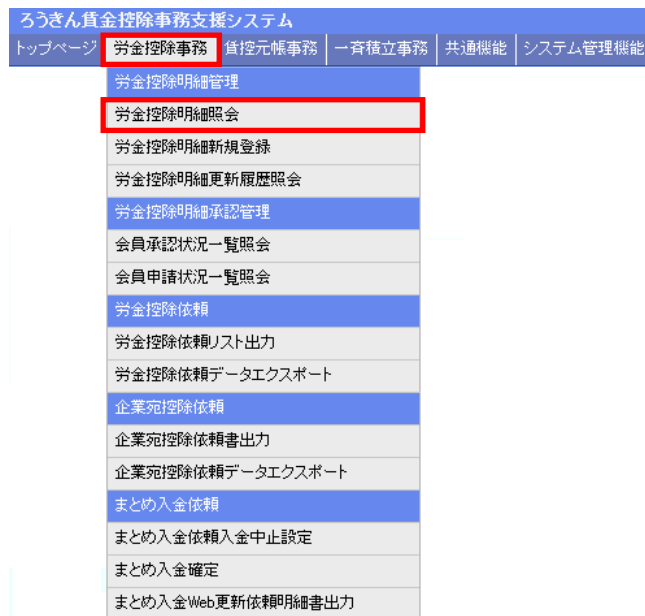 ろうきん賃金控除事務支援システム
トップページ 労金控除事務 賃控元帳事務 一斉積立事務 共通機能 システム管理機能
労金控除明細管理
労金控除明細照会
労金控除明細新規登録
労金控除明細更新履歴照会
労金控除明細承認管理
会員承認状況一覧照会
会員申請状況一覧照会
労金控除依頼
労金控除依頼リスト出力
労金控除依頼データエクスポート
企業宛控除依頼
企業宛控除依頼書出力
企業宛控除依頼データエクスポート
まとめ入金依頼
まとめ入金依頼入金中止設定
まとめ入金確定
まとめ入金Web更新依頼明細書出力